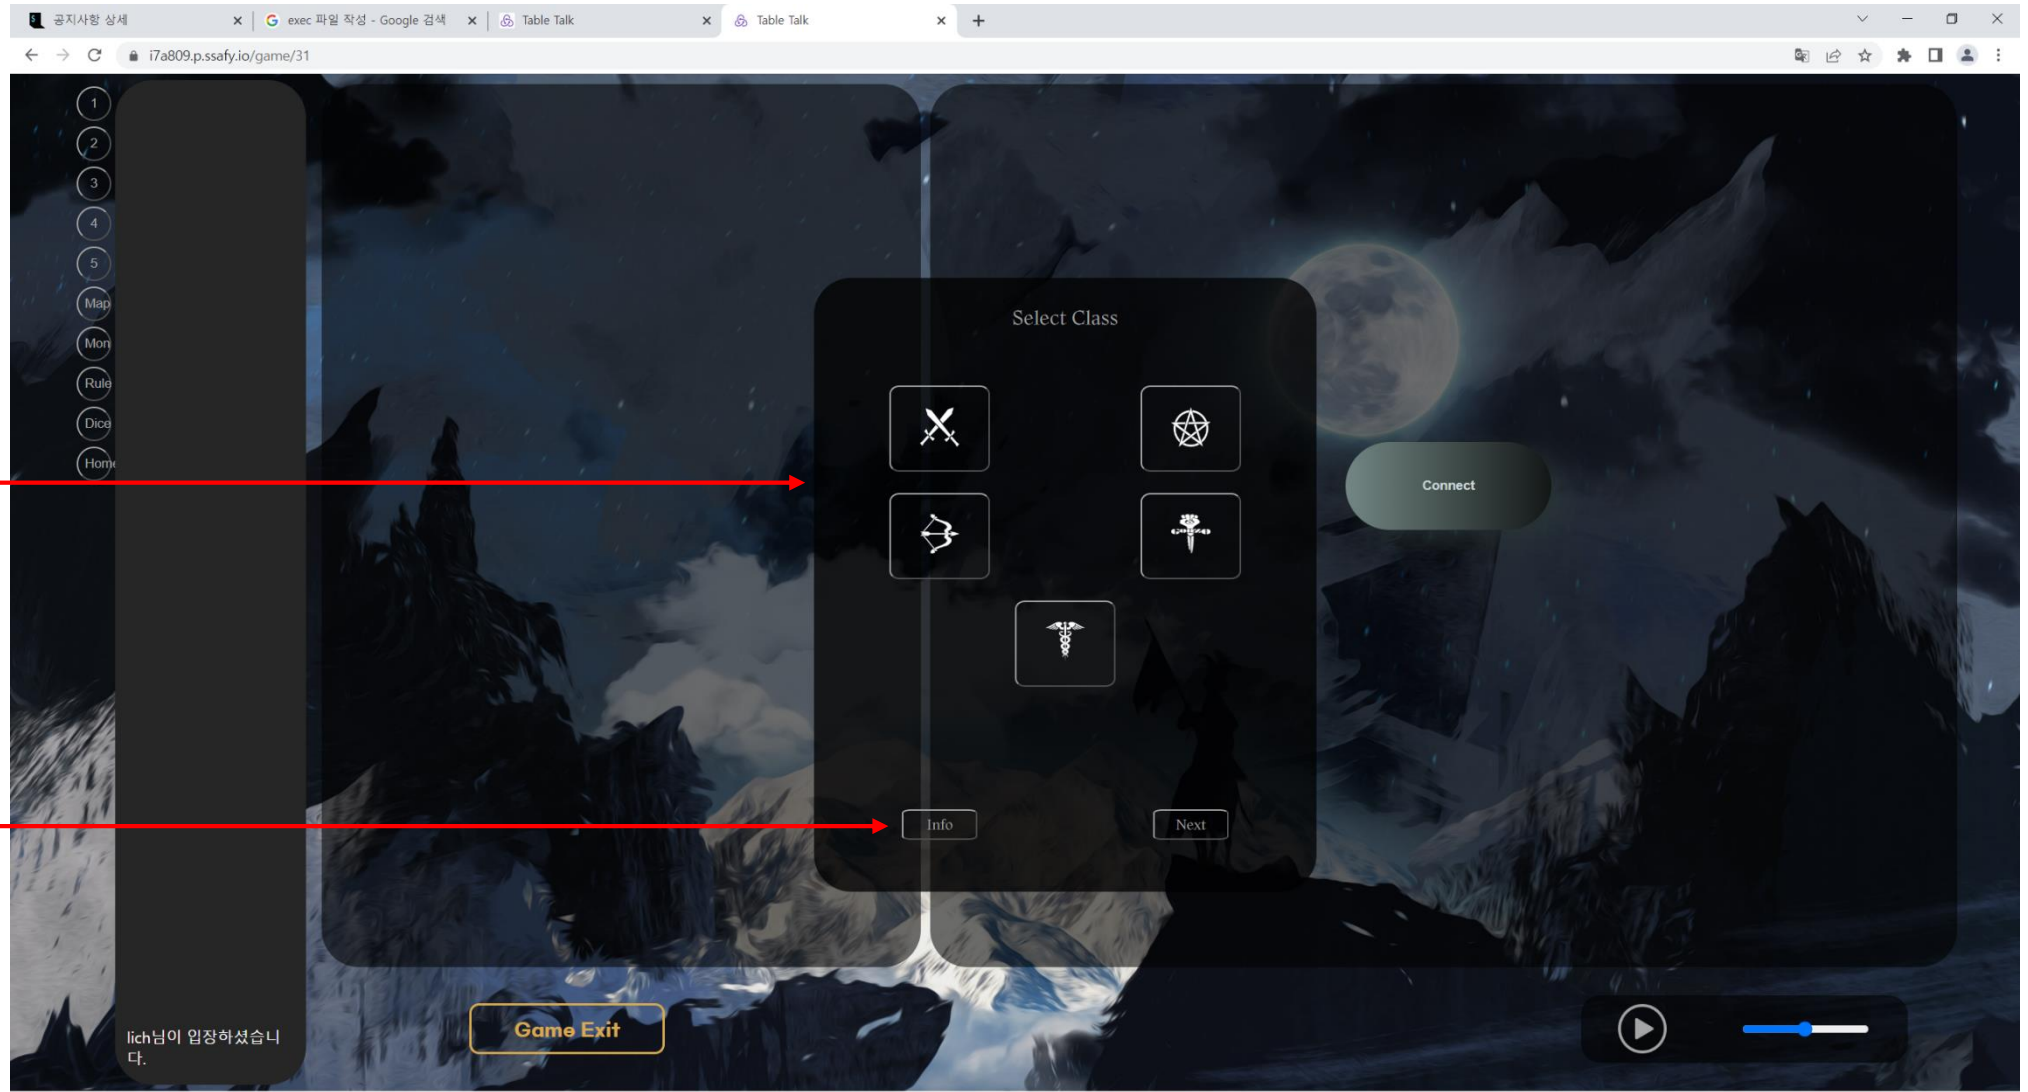 공지사항 상세
exec 파일 작성 - Google 검색
Table Talk
Table Talk
i7a809.p.ssafy.io/game/31
1
2
3
4
5
Map
Mon
Rule
Dice
Home
Select Class
Connect
Info
Next
lich님이 입장하셨습니
다.
Game Exit